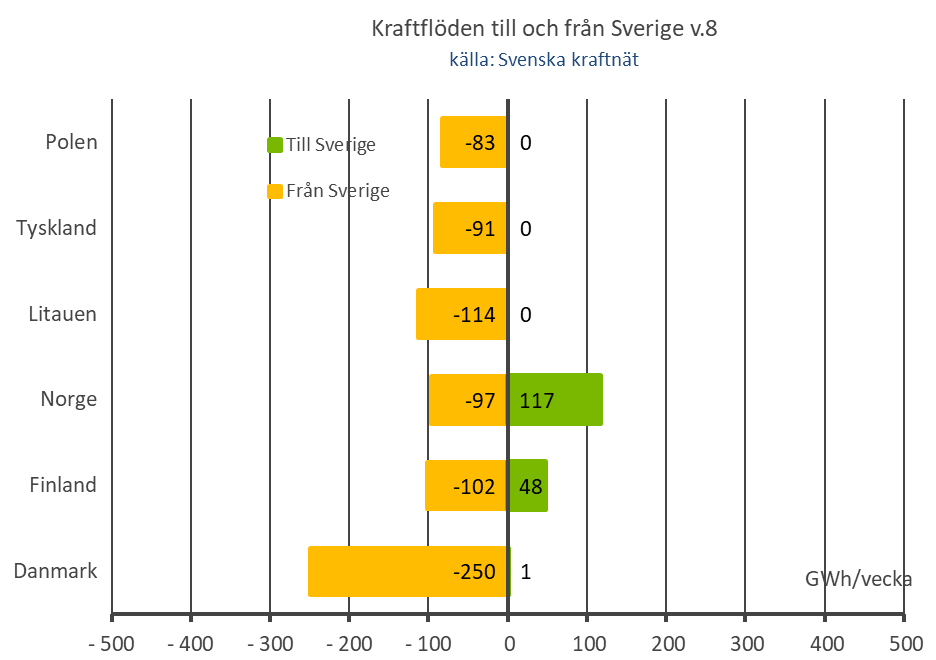 Kraftflöden till och från Sverige v.8
källa: Svenska kraftnät
Till Sverige
Från Sverige
Polen -83 0
Tyskland -91 0
Litauen -114 0
Norge -97 117
Finland -102 48
Danmark -250 1
GWh/vecka
- 500 - 400 - 300 - 200 - 100 0 100 200 300 400 500